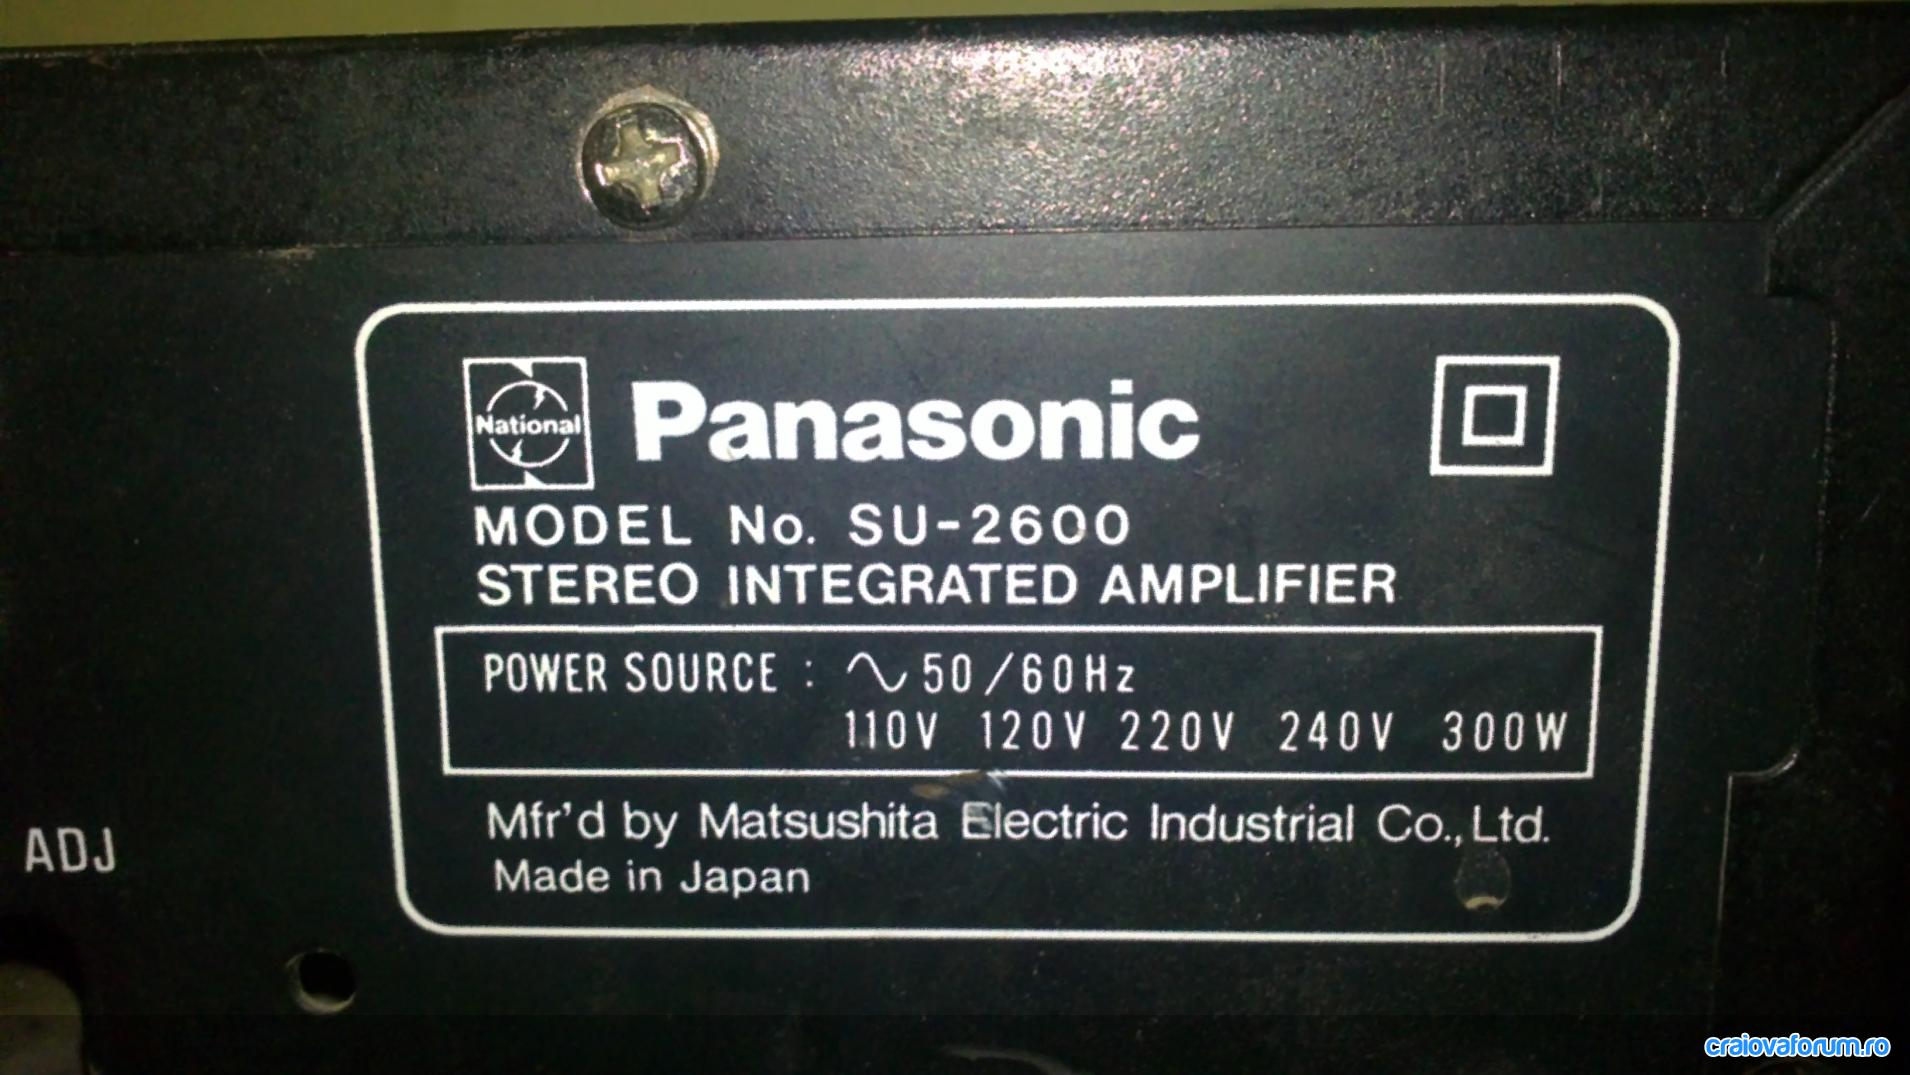 National
Panasonic
MODEL No. SU-2600
STEREO INTEGRATED AMPLIFIER
POWER SOURCE : ∿ 50/60Hz
110V 120V 220V 240V 300W
Mfr'd by Matsushita Electric Industrial Co., Ltd.
Made in Japan
ADJ
craiovaforum.ro